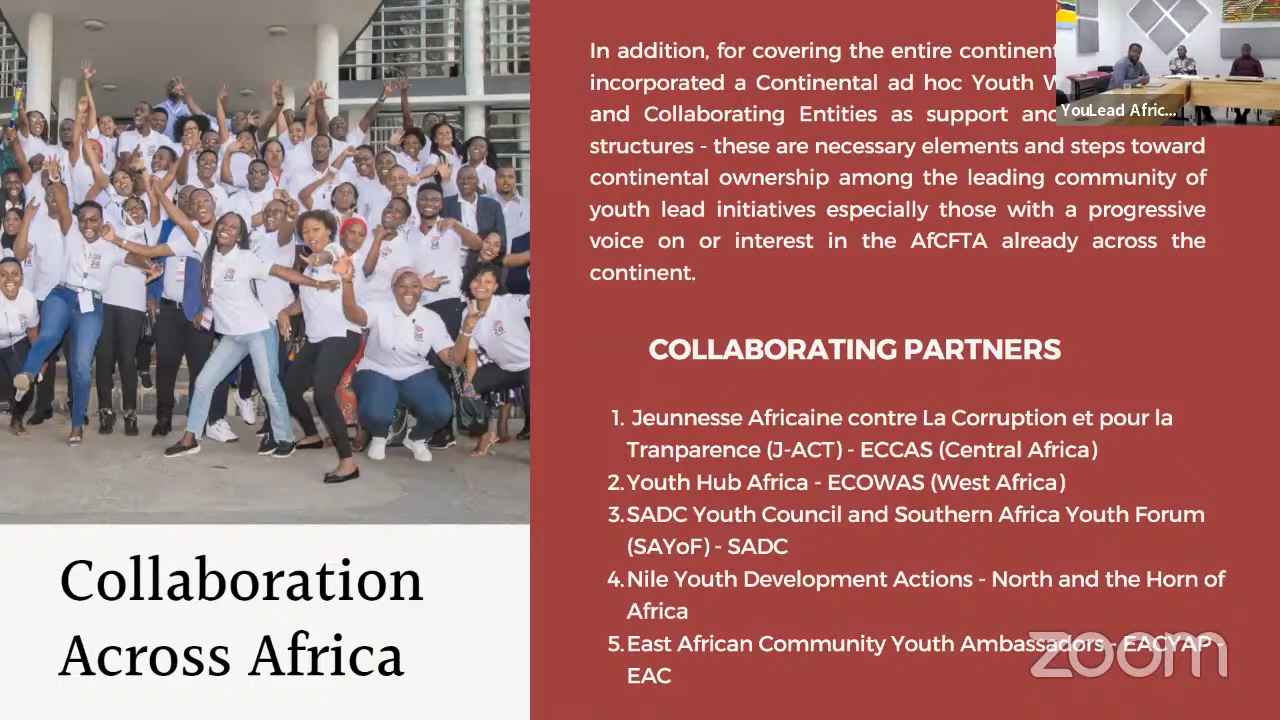 In addition, for covering the entire continent
incorporated a Continental ad hoc Youth
and Collaborating Entities as support and
structures - these are necessary elements and steps toward
continental ownership among the leading community of
youth lead initiatives especially those with a progressive
voice on or interest in the AfCFTA already across the
continent.
YouLead Afric...
COLLABORATING PARTNERS
1. Jeunnesse Africaine contre La Corruption et pour la
Tranparence (J-ACT) - ECCAS (Central Africa)
2. Youth Hub Africa - ECOWAS (West Africa)
3. SADC Youth Council and Southern Africa Youth Forum
(SAYoF) - SADC
4. Nile Youth Development Actions - North and the Horn of
Africa
5. East African Community Youth Ambassadors - EACYAP -
EAC
zoom
Collaboration
Across Africa